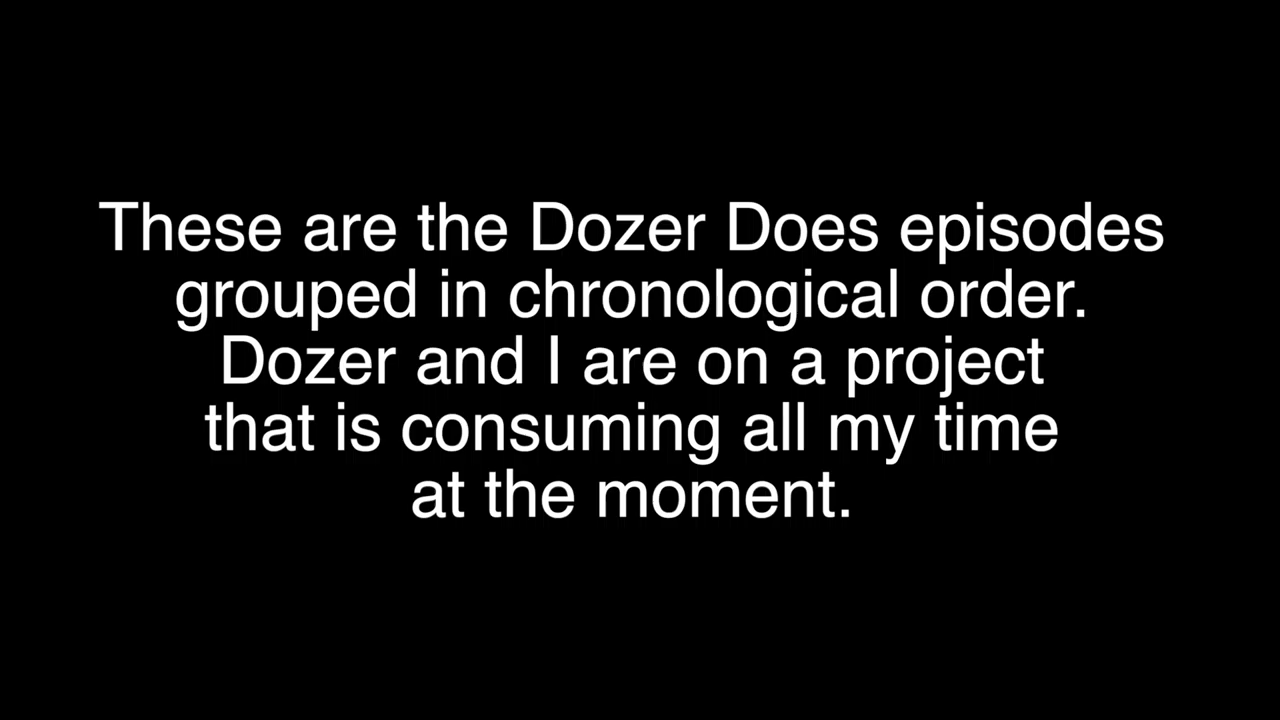 These are the Dozer Does episodes
grouped in chronological order.
Dozer and I are on a project
that is consuming all my time
at the moment.